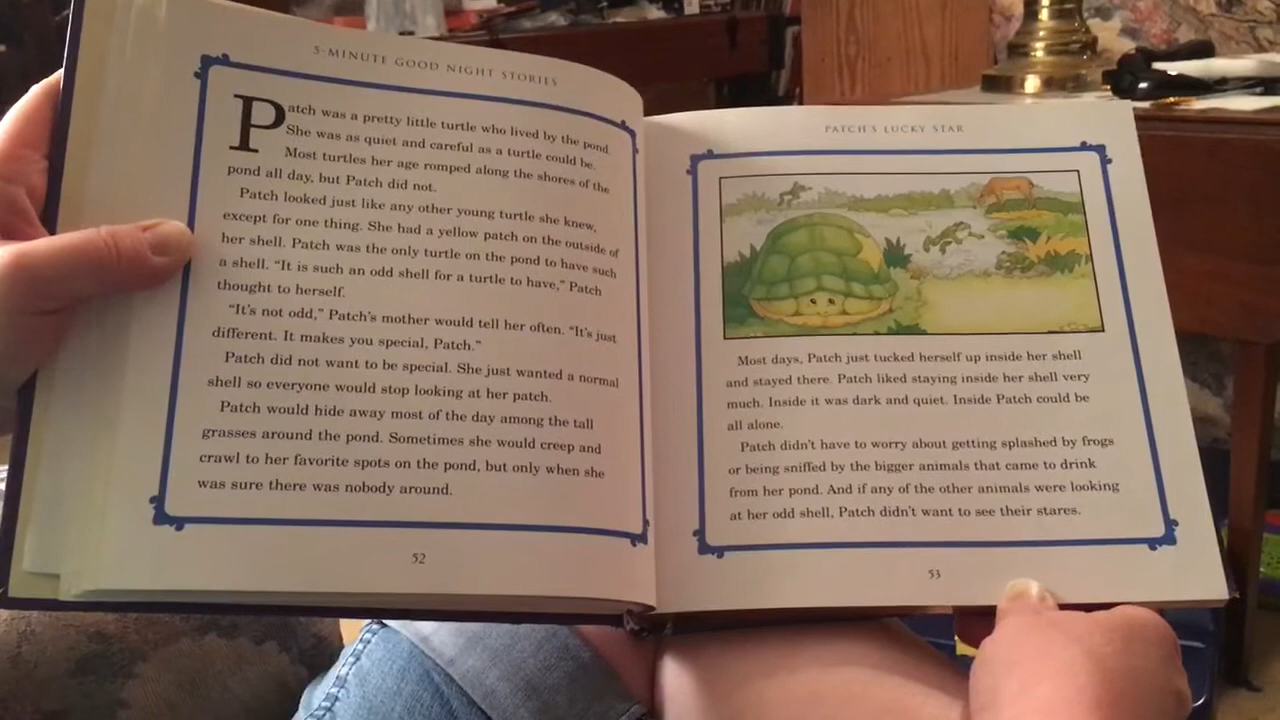 5-MINUTE GOOD NIGHT STORIES
Patch was a pretty little turtle who lived by the pond.
She was as quiet and careful as a turtle could be.
Most turtles her age romped along the shores of the
pond all day, but Patch did not.
Patch looked just like any other young turtle she knew,
except for one thing. She had a yellow patch on the outside of
her shell. Patch was the only turtle on the pond to have such
a shell. “It is such an odd shell for a turtle to have,” Patch
thought to herself.
“It's not odd,” Patch's mother would tell her often. “It's just
different. It makes you special, Patch.”
Patch did not want to be special. She just wanted a normal
shell so everyone would stop looking at her patch.
Patch would hide away most of the day among the tall
grasses around the pond. Sometimes she would creep and
crawl to her favorite spots on the pond, but only when she
was sure there was nobody around.
52
PATCH'S LUCKY STAR
Most days, Patch just tucked herself up inside her shell
and stayed there. Patch liked staying inside her shell very
much. Inside it was dark and quiet. Inside Patch could be
all alone.
Patch didn't have to worry about getting splashed by frogs
or being sniffed by the bigger animals that came to drink
from her pond. And if any of the other animals were looking
at her odd shell, Patch didn't want to see their stares.
53